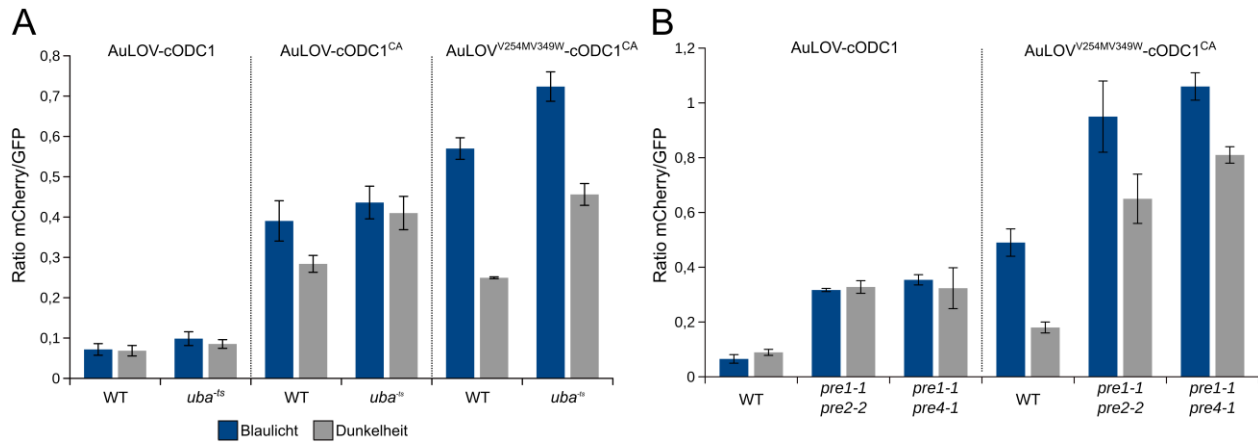 A
AuLOV-cODC1
AuLOV-cODC1CA
AuLOVV254MV349W-cODC1CA
Ratio mCherry/GFP
0,8
0,7
0,6
0,5
0,4
0,3
0,2
0,1
0
WT
uba-ts
WT
uba-ts
WT
uba-ts
Blaulicht
Dunkelheit
B
AuLOV-cODC1
AuLOVV254MV349W-cODC1CA
Ratio mCherry/GFP
1,2
1
0,8
0,6
0,4
0,2
0
WT
pre1-1
pre2-2
pre1-1
pre4-1
WT
pre1-1
pre2-2
pre1-1
pre4-1